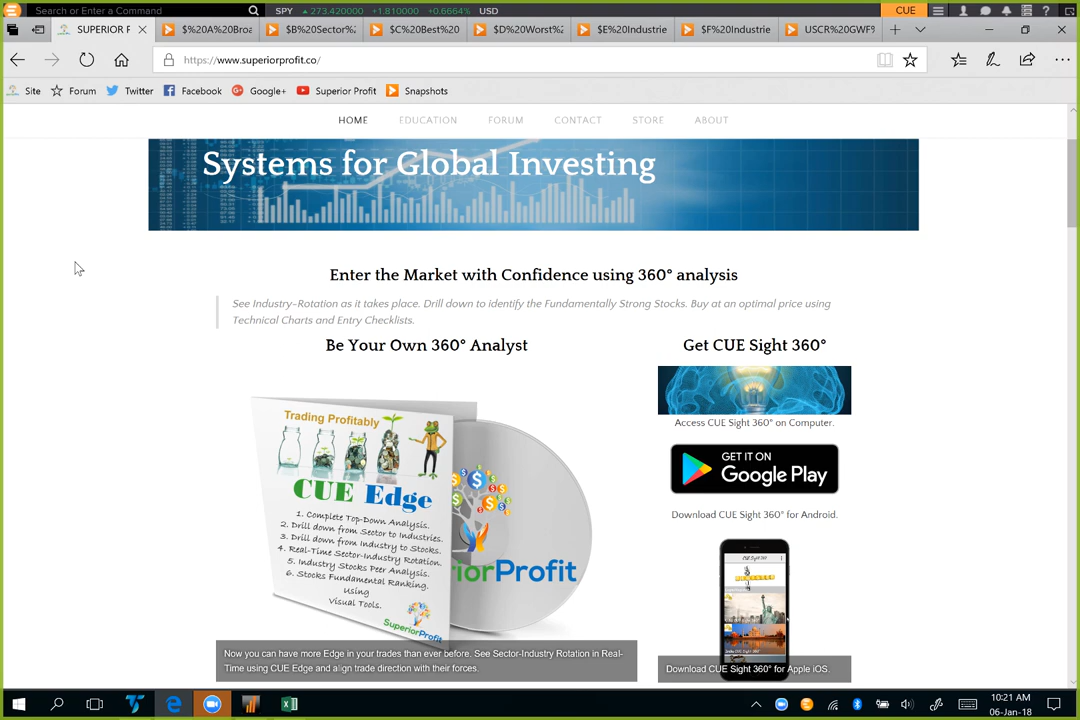 Search or Enter a Command
SPY
273.420000
+1.810000
+0.6664%
USD
CUE
SUPERIOR F
$%20A%20Broa
$B%20Sector%
$C%20Best%20
$D%20Worst%
$E%20Industrie
$F%20Industrie
USCR%20GWF%
https://www.superiorprofit.co/
Site
Forum
Twitter
Facebook
Google+
Superior Profit
Snapshots
HOME
EDUCATION
FORUM
CONTACT
STORE
ABOUT
Systems for Global Investing
Enter the Market with Confidence using 360° analysis
See Industry-Rotation as it takes place. Drill down to identify the Fundamentally Strong Stocks. Buy at an optimal price using
Technical Charts and Entry Checklists.
Be Your Own 360° Analyst
Get CUE Sight 360°
Trading Profitably
CUE Edge
1. Complete Top-Down Analysis.
2. Drill down from Sector to Industries.
3. Drill down from Industry to Stocks.
4. Real-Time Sector-Industry Rotation.
5. Industry Stocks Peer Analysis.
6. Stocks Fundamental Ranking.
Using
Visual Tools.
SuperiorProfit
iorProfit
Now you can have more Edge in your trades than ever before. See Sector-Industry Rotation in Real-
Time using CUE Edge and align trade direction with their forces.
Access CUE Sight 360° on Computer.
GET IT ON
Google Play
Download CUE Sight 360° for Android.
CUE Sight 360°
Download CUE Sight 360° for Apple iOS.
10:21 AM
06-Jan-18